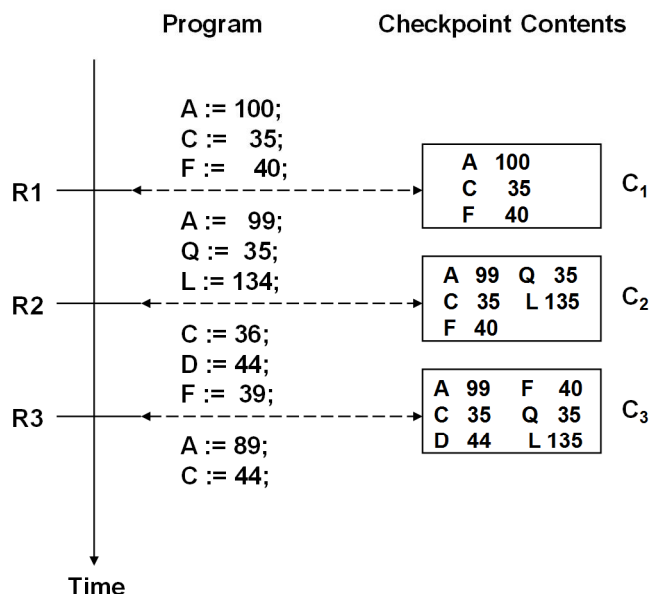 Program Checkpoint Contents
A := 100;
C := 35;
F := 40;
R1
A 100
C 35
F 40
C1
A := 99;
Q := 35;
L := 134;
R2
A 99 Q 35
C 35 L 135
F 40
C2
C := 36;
D := 44;
F := 39;
R3
A 99 F 40
C 35 Q 35
D 44 L 135
C3
A := 89;
C := 44;
Time